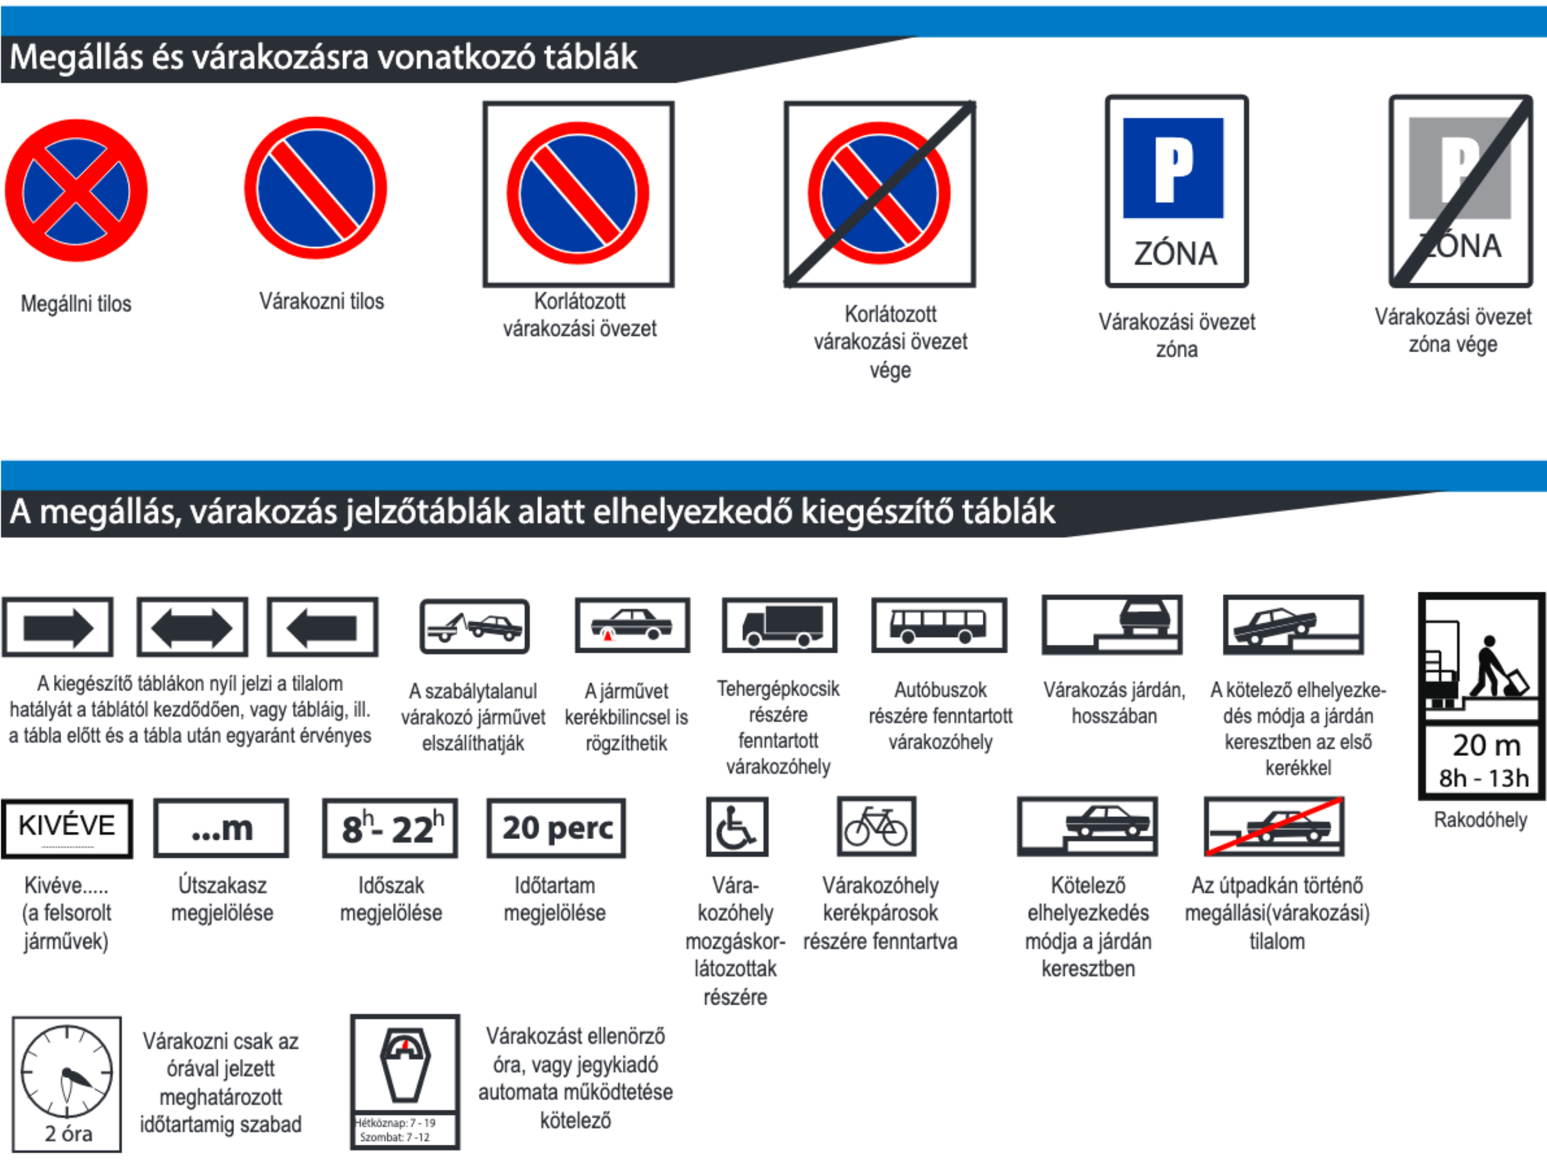 Megállás és várakozásra vonatkozó táblák
P
ZÓNA
P
ZÓNA
Megállni tilos
Várakozni tilos
Korlátozott
várakozási övezet
Korlátozott
várakozási övezet
vége
Várakozási övezet
zóna
Várakozási övezet
zóna vége
A megállás, várakozás jelzőtáblák alatt elhelyezkedő kiegészítő táblák
A kiegészítő táblákon nyíl jelzi a tilalom
hatályát a táblától kezdődően, vagy tábláig, ill.
a tábla előtt és a tábla után egyaránt érvényes
A szabálytalanul
várakozó járművet
elszálíthatják
A járművet
kerékbilincsel is
rögzíthetik
Tehergépkocsik
részére
fenntartott
várakozóhely
Autóbuszok
részére fenntartott
várakozóhely
Várakozás járdán,
hosszában
A kötelező elhelyezke-
dés módja a járdán
keresztben az első
kerékkel
20 m
8h - 13h
Rakodóhely
KIVÉVE
...m
8h- 22h
20 perc
Kivéve.....
(a felsorolt
járművek)
Útszakasz
megjelölése
Időszak
megjelölése
Időtartam
megjelölése
Vára-
kozóhely
mozgáskor-
látozottak
részére
Várakozóhely
kerékpárosok
részére fenntartva
Kötelező
elhelyezkedés
módja a járdán
keresztben
Az útpadkán történő
megállási(várakozási)
tilalom
2 óra
Várakozni csak az
órával jelzett
meghatározott
időtartamig szabad
Hétköznap: 7 - 19
Szombat: 7 -12
Várakozást ellenörző
óra, vagy jegykiadó
automata működtetése
kötelező